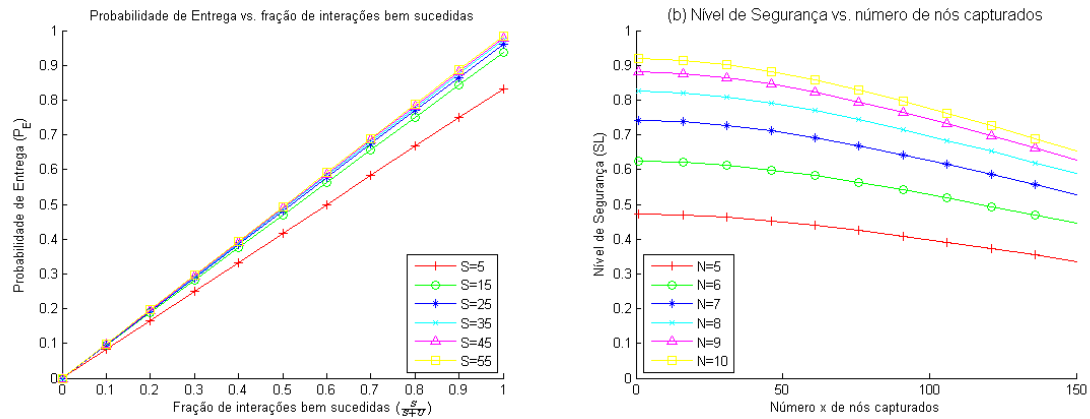 Probabilidade de Entrega vs. fração de interações bem sucedidas
Probabilidade de Entrega (P_E)
1
0.9
0.8
0.7
0.6
0.5
0.4
0.3
0.2
0.1
0
S=5
S=15
S=25
S=35
S=45
S=55
0 0.1 0.2 0.3 0.4 0.5 0.6 0.7 0.8 0.9 1
Fração de interações bem sucedidas (s/(s+U))
(b) Nível de Segurança vs. número de nós capturados
Nível de Segurança (SL)
1
0.9
0.8
0.7
0.6
0.5
0.4
0.3
0.2
0.1
0
N=5
N=6
N=7
N=8
N=9
N=10
0 50 100 150
Número x de nós capturados